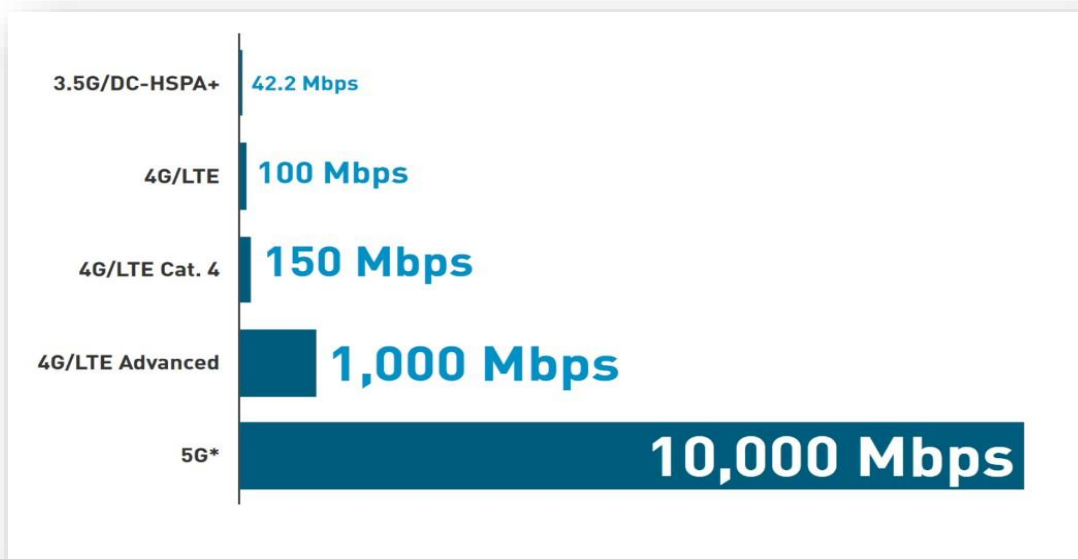 3.5G/DC-HSPA+ 42.2 Mbps
4G/LTE 100 Mbps
4G/LTE Cat. 4 150 Mbps
4G/LTE Advanced 1,000 Mbps
5G* 10,000 Mbps